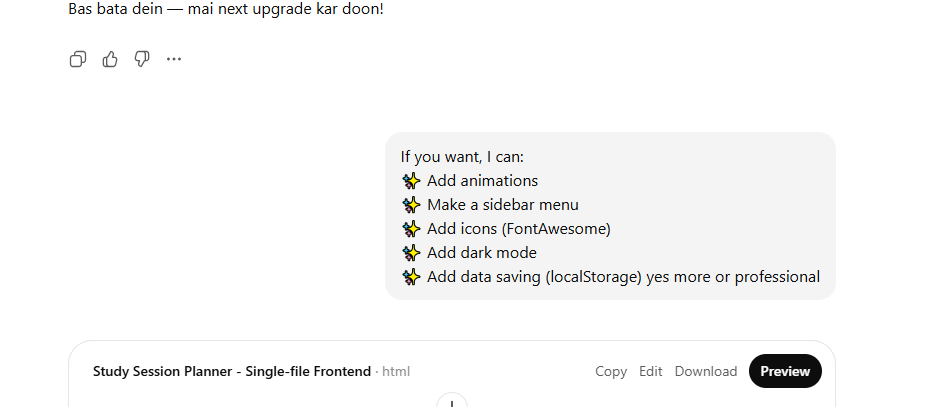 Bas bata dein — mai next upgrade kar doon!
If you want, I can:
✨ Add animations
✨ Make a sidebar menu
✨ Add icons (FontAwesome)
✨ Add dark mode
✨ Add data saving (localStorage) yes more or professional
Study Session Planner - Single-file Frontend · html Copy Edit Download Preview